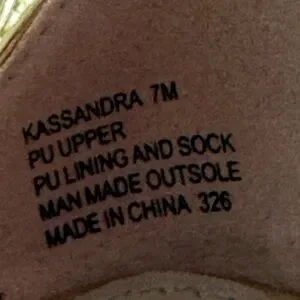 KASSANDRA 7M
PU UPPER
PU LINING AND SOCK
MAN MADE OUTSOLE
MADE IN CHINA 326